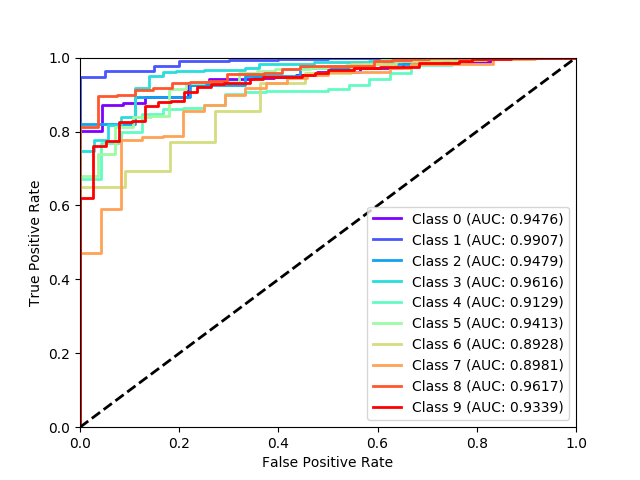 1.0
0.8
0.6
0.4
0.2
0.0
True Positive Rate
Class 0 (AUC: 0.9476)
Class 1 (AUC: 0.9907)
Class 2 (AUC: 0.9479)
Class 3 (AUC: 0.9616)
Class 4 (AUC: 0.9129)
Class 5 (AUC: 0.9413)
Class 6 (AUC: 0.8928)
Class 7 (AUC: 0.8981)
Class 8 (AUC: 0.9617)
Class 9 (AUC: 0.9339)
0.0 0.2 0.4 0.6 0.8 1.0
False Positive Rate